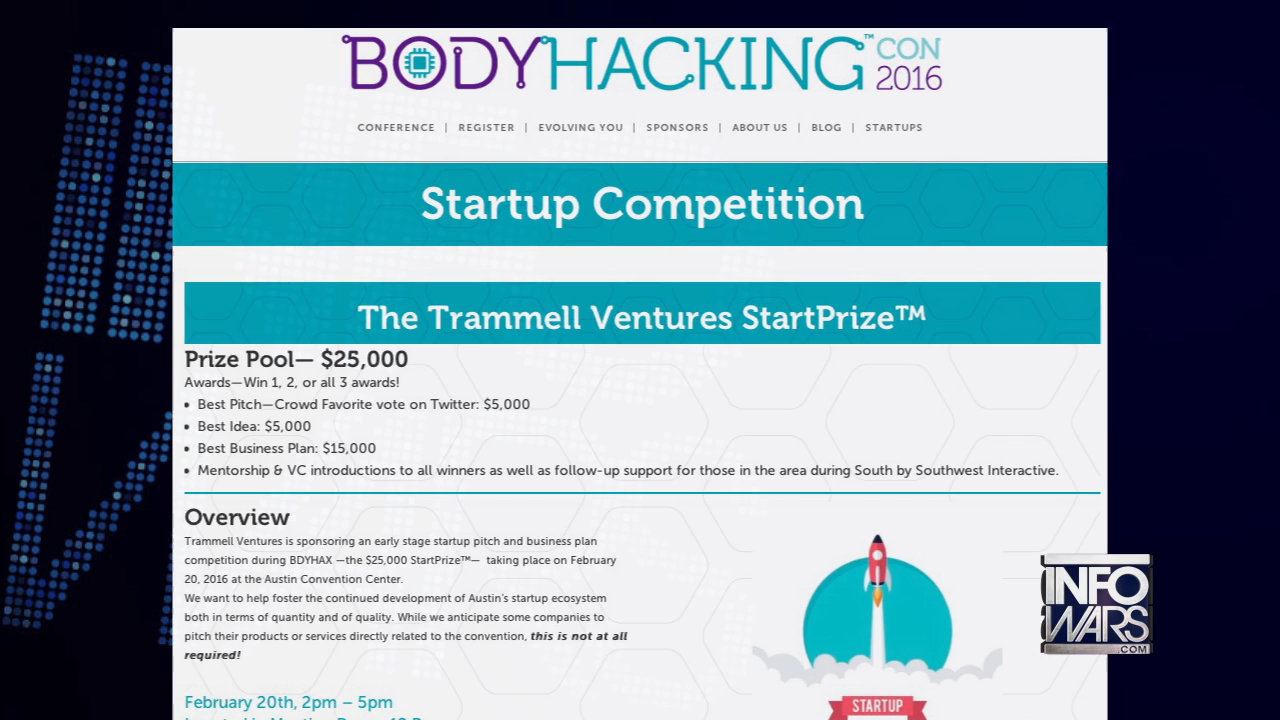 BODYHACKING™ CON 2016
CONFERENCE | REGISTER | EVOLVING YOU | SPONSORS | ABOUT US | BLOG | STARTUPS
Startup Competition
The Trammell Ventures StartPrize™
Prize Pool— $25,000
Awards—Win 1, 2, or all 3 awards!
• Best Pitch—Crowd Favorite vote on Twitter: $5,000
• Best Idea: $5,000
• Best Business Plan: $15,000
• Mentorship & VC introductions to all winners as well as follow-up support for those in the area during South by Southwest Interactive.
Overview
Trammell Ventures is sponsoring an early stage startup pitch and business plan
competition during BDYHAX —the $25,000 StartPrize™— taking place on February
20, 2016 at the Austin Convention Center.
We want to help foster the continued development of Austin's startup ecosystem
both in terms of quantity and of quality. While we anticipate some companies to
pitch their products or services directly related to the convention, this is not at all
required!
February 20th, 2pm – 5pm
STARTUP
INFO
WARS
.COM